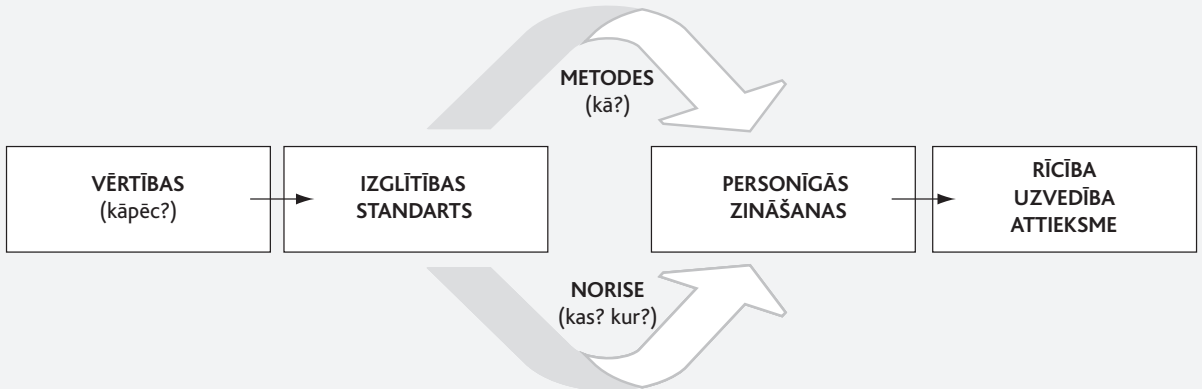 METODES
(kā?)
VĒRTĪBAS
(kāpēc?)
IZGLĪTĪBAS
STANDARTS
PERSONĪGĀS
ZINĀŠANAS
RĪCĪBA
UZVEDĪBA
ATTIEKSME
NORISE
(kas? kur?)